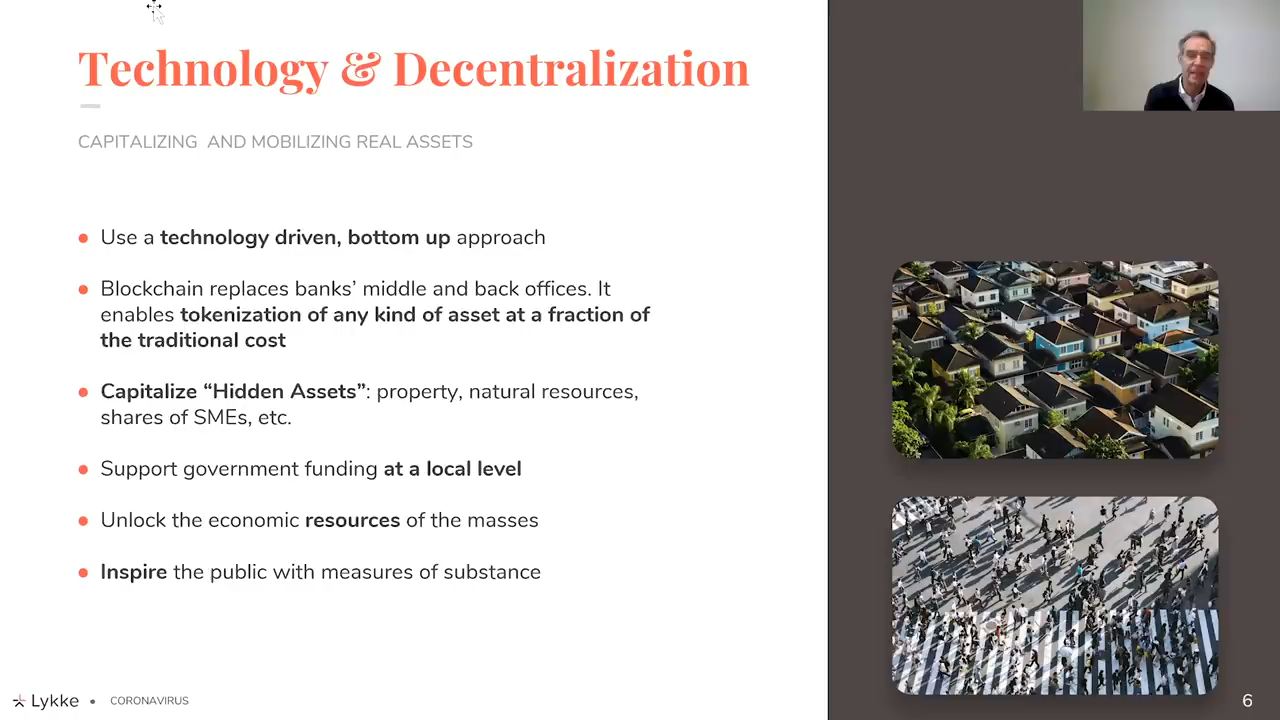 Technology & Decentralization
CAPITALIZING AND MOBILIZING REAL ASSETS
Use a technology driven, bottom up approach
Blockchain replaces banks’ middle and back offices. It
enables tokenization of any kind of asset at a fraction of
the traditional cost
Capitalize “Hidden Assets”: property, natural resources,
shares of SMEs, etc.
Support government funding at a local level
Unlock the economic resources of the masses
Inspire the public with measures of substance
Lykke • CORONAVIRUS
6